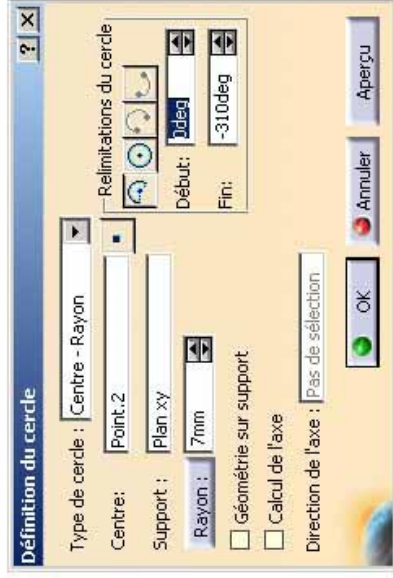 Définition du cercle
? X
Type de cercle : Centre - Rayon
Relimitations du cercle
Centre: Point.2
Support : Plan xy
Début: 0deg
Rayon : 7mm
Fin: -310deg
Géométrie sur support
Calcul de l'axe
Direction de l'axe : Pas de sélection
OK
Annuler
Aperçu